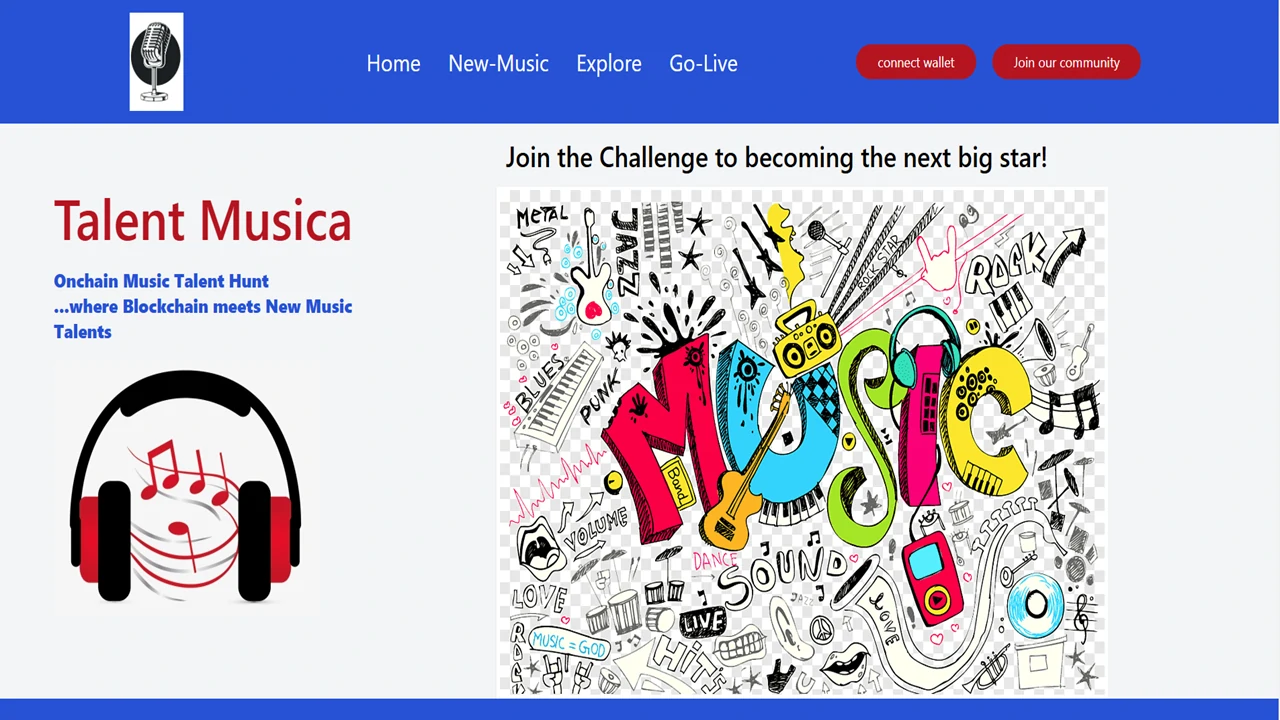 Home New-Music Explore Go-Live connect wallet Join our community
Join the Challenge to becoming the next big star!
Talent Musica
Onchain Music Talent Hunt
...where Blockchain meets New Music
Talents
METAL
JAZZ
ROCK STAR
ROCK
BLUES
PUNK
MUSIC
Band
VOLUME
DANCE
SOUND
LOVE
JAZZ
LIVE
LOVE
ROCK
MUSIC = GOD
HITS